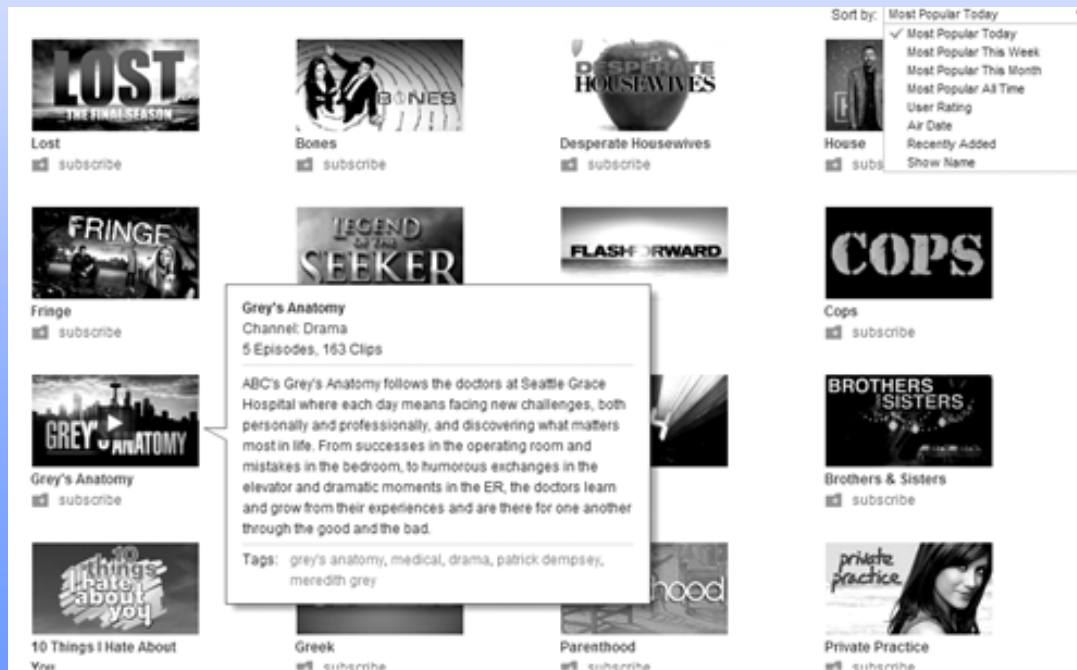 Sort by: Most Popular Today
Most Popular Today
Most Popular This Week
Most Popular This Month
Most Popular All Time
User Rating
Air Date
Recently Added
Show Name
LOST
THE FINAL SEASON
BONES
DESPERATE
HOUSEWIVES
Lost
Bones
Desperate Housewives
House
subscribe
subscribe
subscribe
subs
FRINGE
LEGEND
OF THE
SEEKER
FLASHFORWARD
COPS
Fringe
Cops
subscribe
subscribe
Grey's Anatomy
Channel: Drama
5 Episodes, 163 Clips
ABC's Grey's Anatomy follows the doctors at Seattle Grace
Hospital where each day means facing new challenges, both
personally and professionally, and discovering what matters
most in life. From successes in the operating room and
mistakes in the bedroom, to humorous exchanges in the
elevator and dramatic moments in the ER, the doctors learn
and grow from their experiences and are there for one another
through the good and the bad.
Tags: grey's anatomy, medical, drama, patrick dempsey,
meredith grey
GREY'S ANATOMY
BROTHERS
& SISTERS
Grey's Anatomy
Brothers & Sisters
subscribe
subscribe
10
things
I hate
about
you
hood
private
practice
10 Things I Hate About
You
Greek
Parenthood
Private Practice
subscribe
subscribe
subscribe